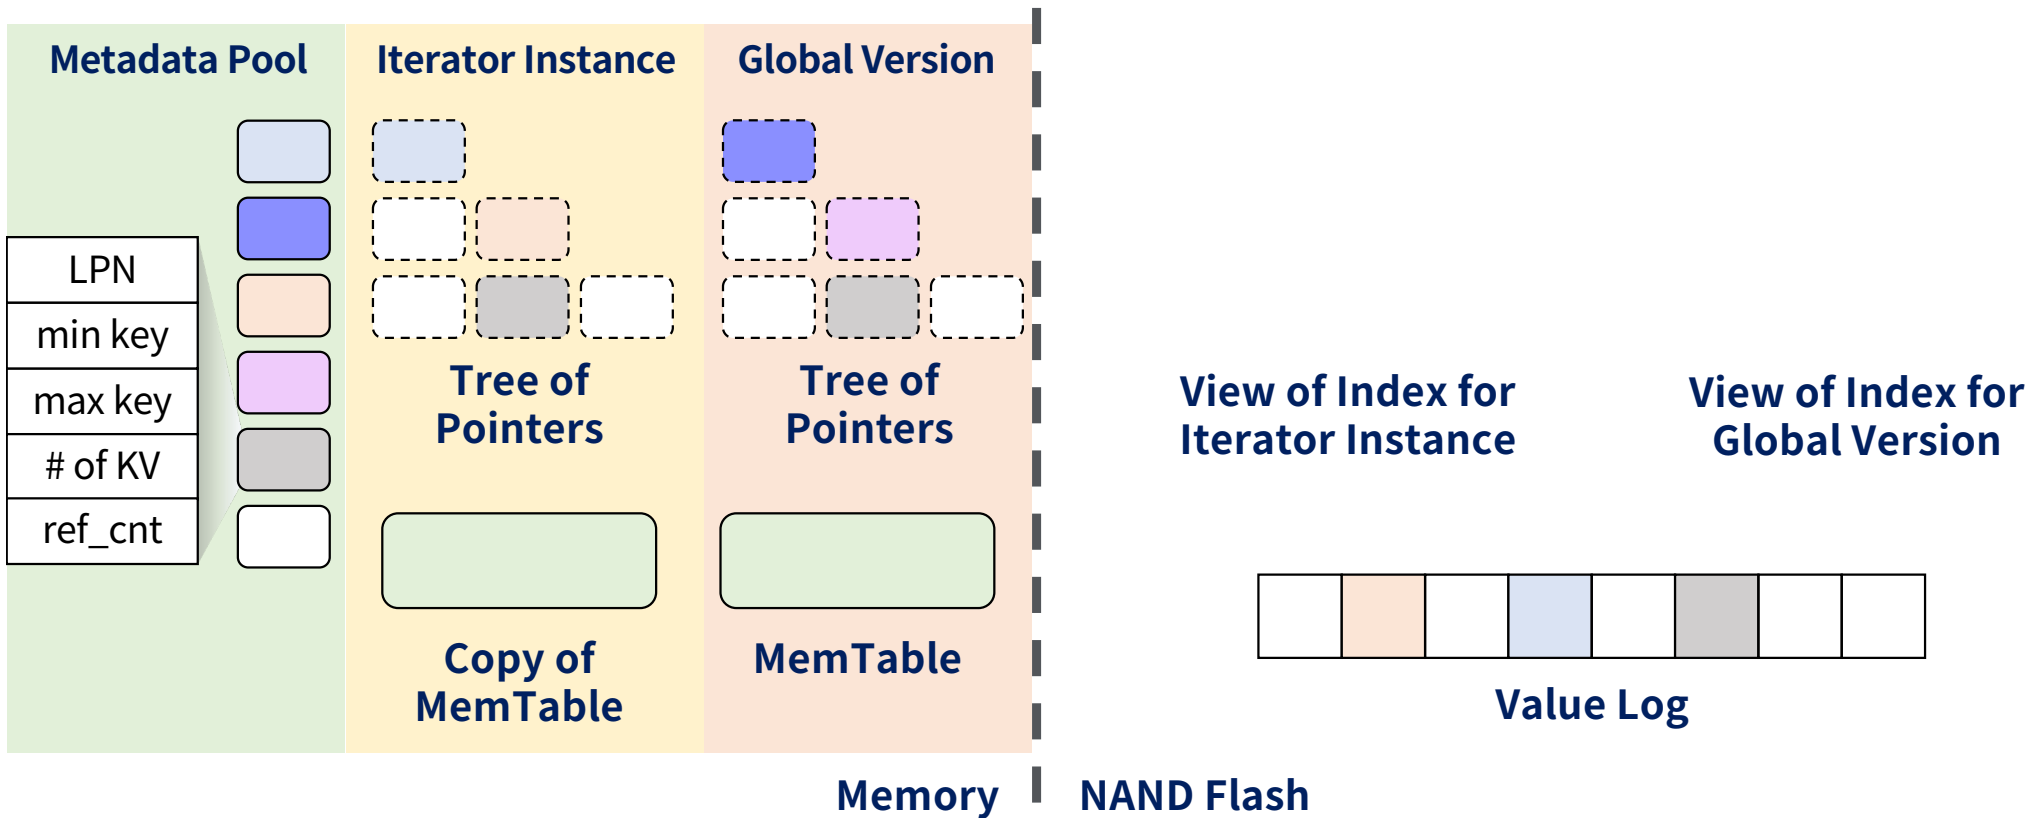 Metadata Pool
Iterator Instance
Global Version
LPN
min key
max key
# of KV
ref_cnt
Tree of
Pointers
Tree of
Pointers
Copy of
MemTable
MemTable
View of Index for
Iterator Instance
View of Index for
Global Version
Value Log
Memory
NAND Flash